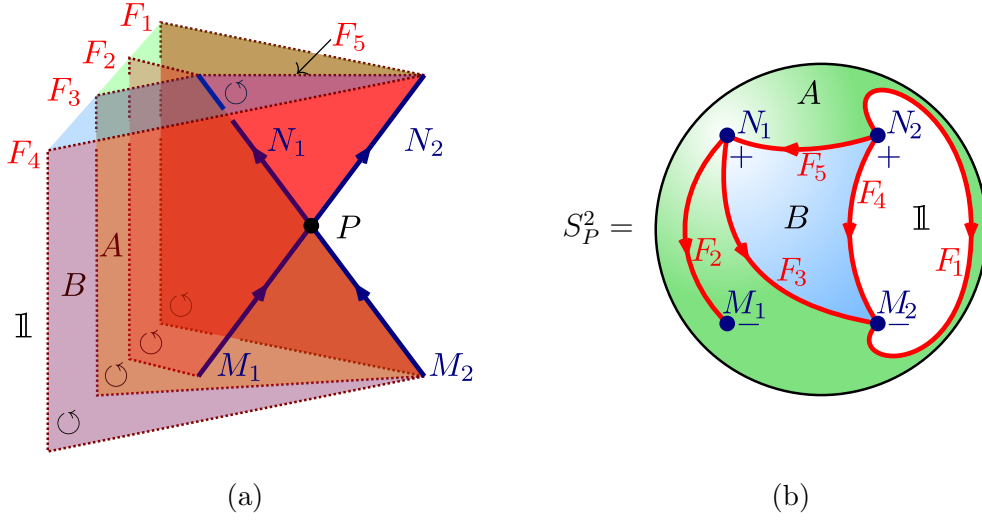 F₁
F₂
F₅
F₃
F₄
N₁
N₂
P
A
B
𝟙
M₁
M₂
(a)
S²_P =
A
N₁
+
N₂
+
F₅
F₄
B
𝟙
F₂
F₃
F₁
M₁
−
M₂
−
(b)